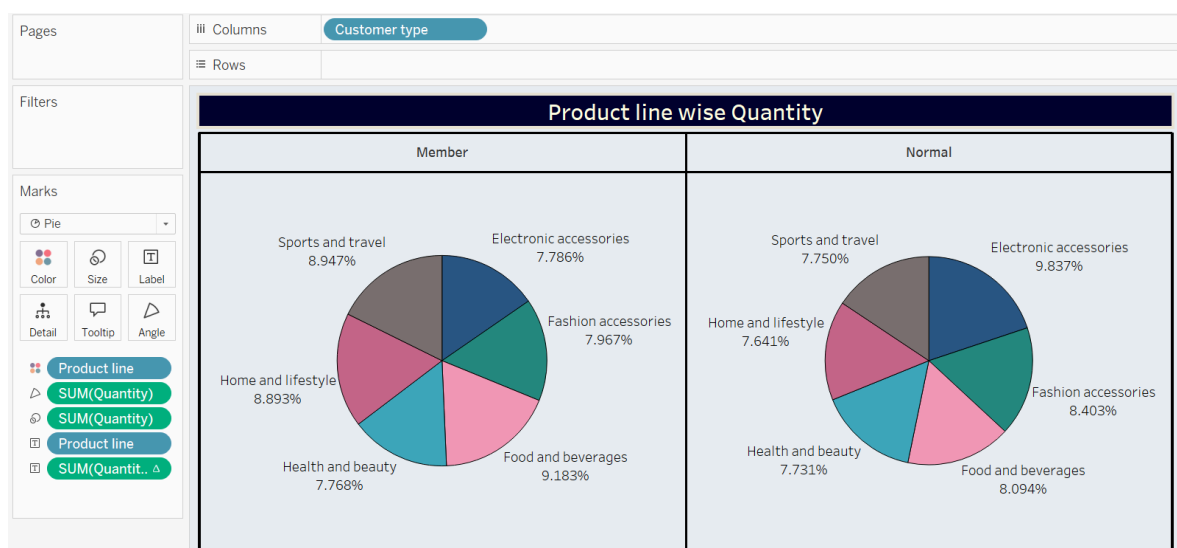 Pages
iii Columns
Customer type
Rows
Filters
Product line wise Quantity
Member
Normal
Marks
Pie
Color
Size
Label
Detail
Tooltip
Angle
Product line
SUM(Quantity)
SUM(Quantity)
Product line
SUM(Quantit.. Δ
Sports and travel
8.947%
Electronic accessories
7.786%
Fashion accessories
7.967%
Home and lifestyle
8.893%
Health and beauty
7.768%
Food and beverages
9.183%
Sports and travel
7.750%
Electronic accessories
9.837%
Home and lifestyle
7.641%
Fashion accessories
8.403%
Health and beauty
7.731%
Food and beverages
8.094%